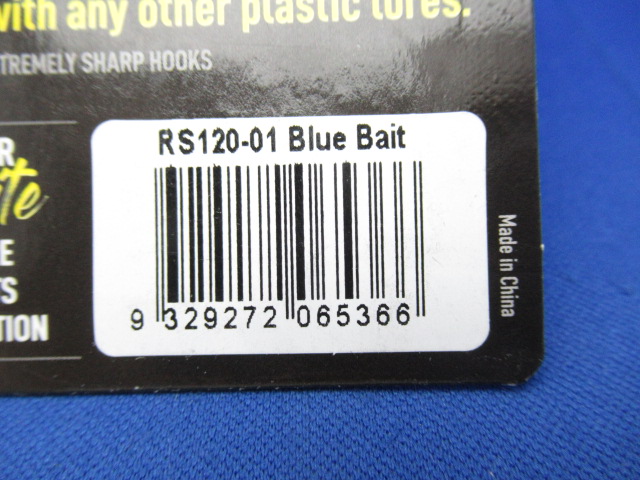 with any other plastic lures.
TREMELY SHARP HOOKS
R
ite
E
TS
TION
RS120-01 Blue Bait
9 329272 065366
Made in China